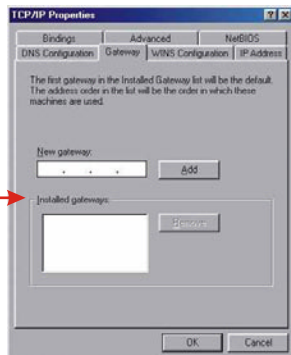 TCP/IP Properties
Bindings Advanced NetBIOS
DNS Configuration Gateway WINS Configuration IP Address
The first gateway in the Installed Gateway list will be the default.
The address order in the list will be the order in which these
machines are used.
New gateway:
. . .
Add
Installed gateways:
Remove
OK Cancel